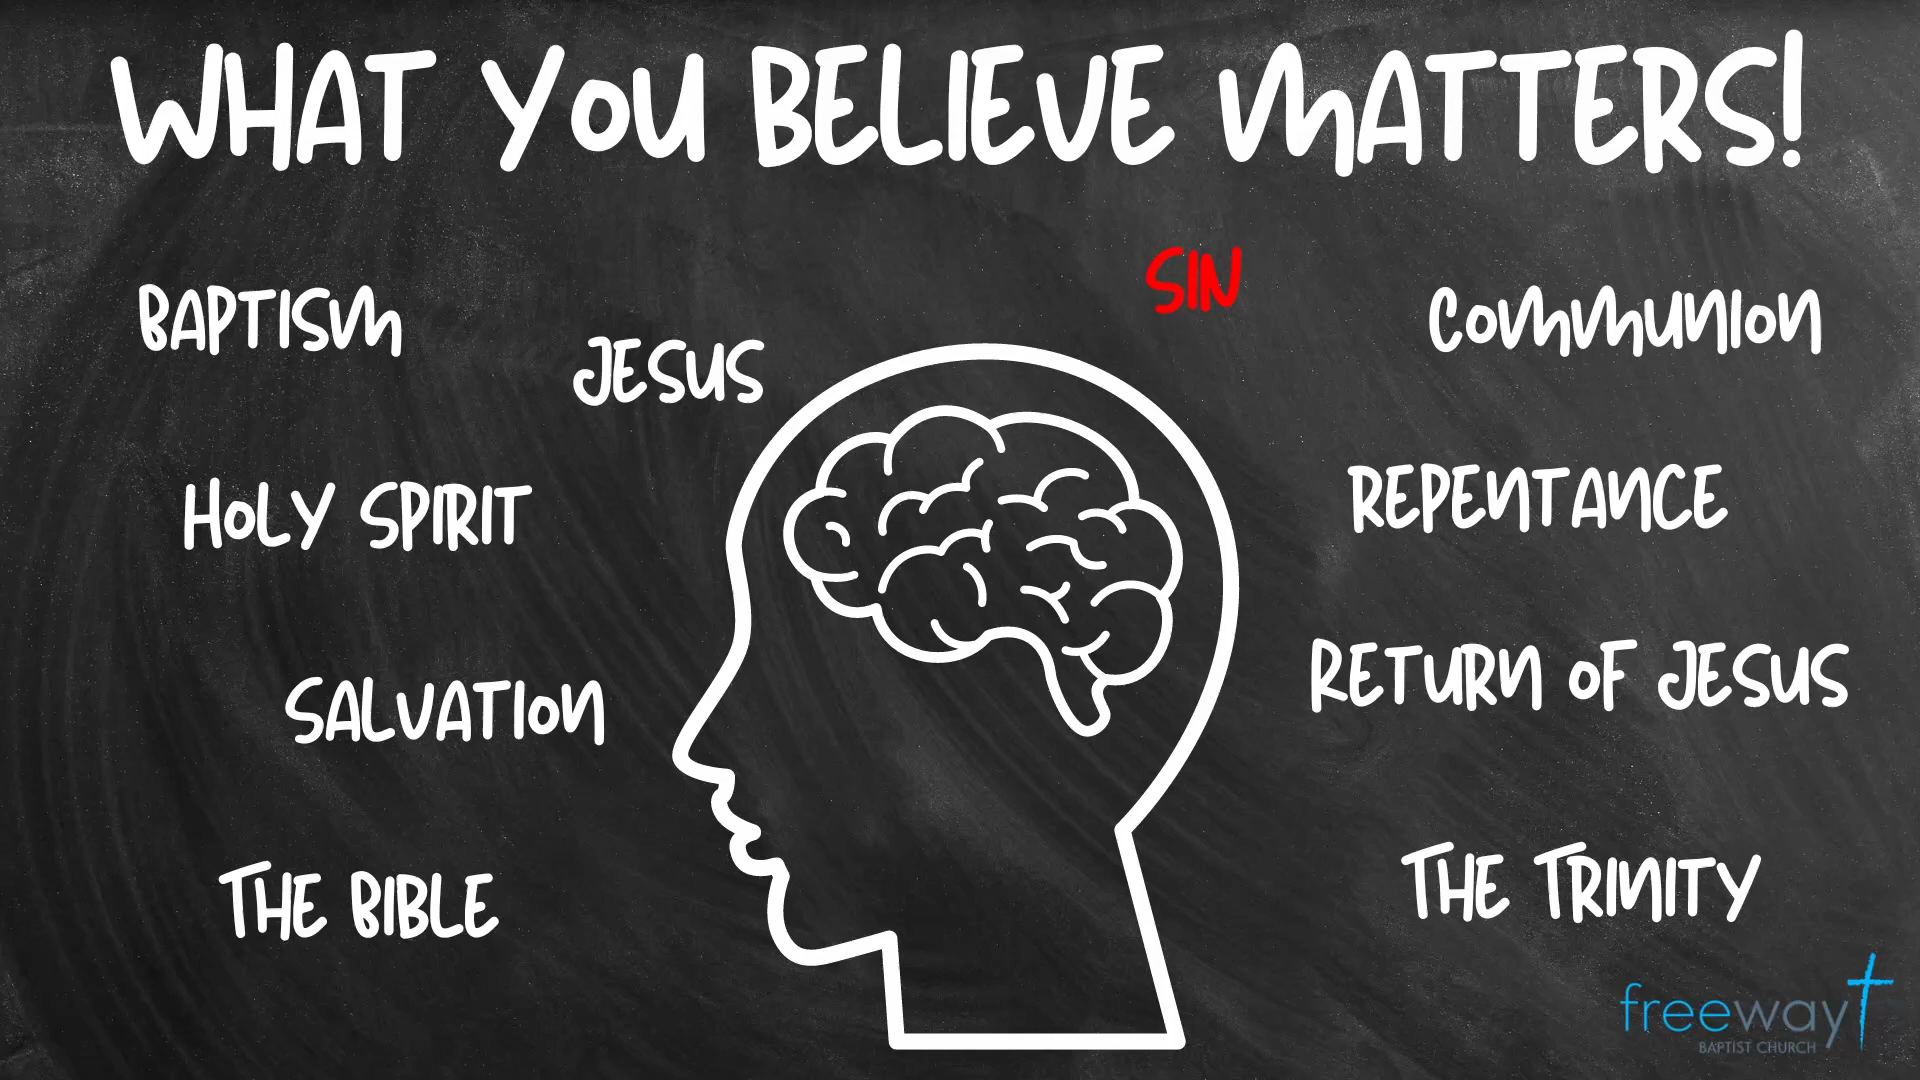 WHAT YOU BELIEVE MATTERS!
SIN
BAPTISM
COMMUNION
JESUS
HOLY SPIRIT
REPENTANCE
SALVATION
RETURN OF JESUS
THE BIBLE
THE TRINITY
freeway
BAPTIST CHURCH